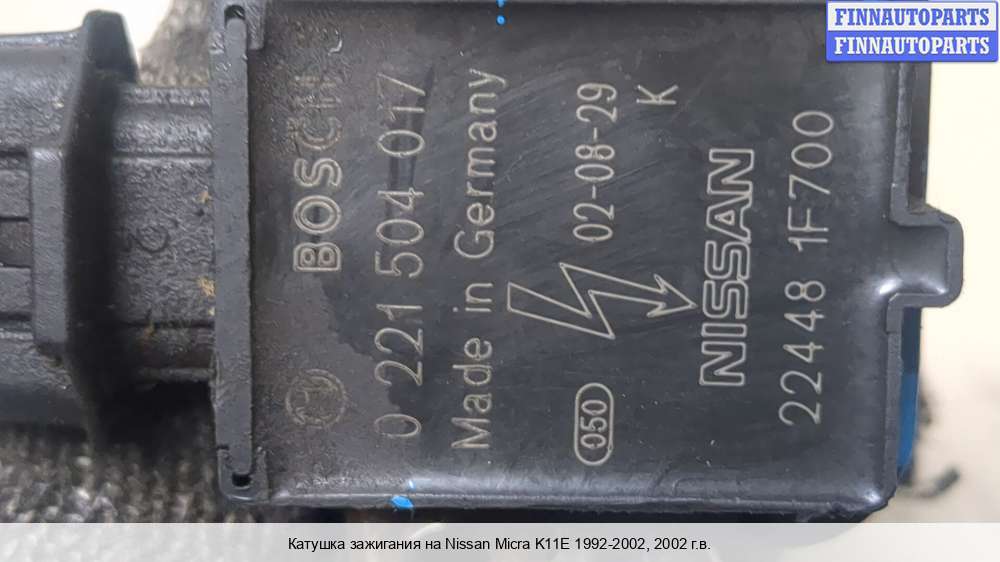 FINNAUTOPARTS
FINNAUTOPARTS
BOSCH
0 221 504 017
Made in Germany
02-08-29
K
050
NISSAN
22448 1F700
Катушка зажигания на Nissan Micra K11E 1992-2002, 2002 г.в.